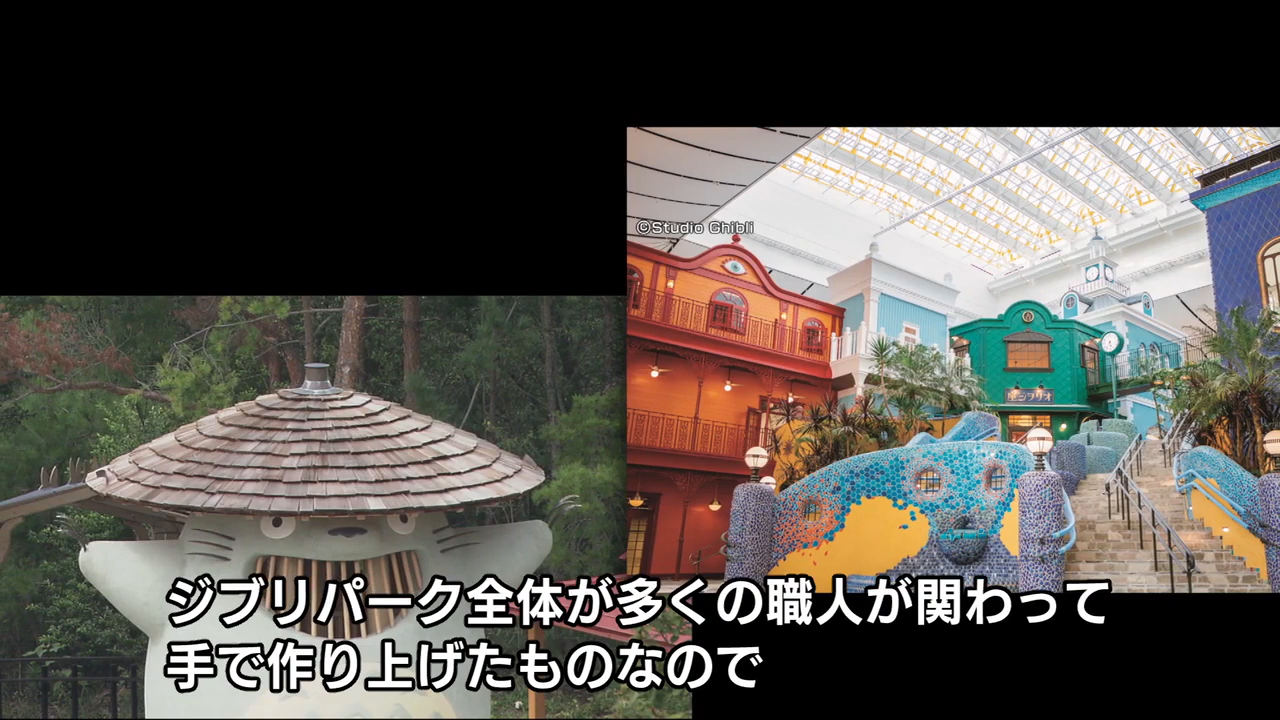 ©Studio Ghibli
ジブリパーク全体が多くの職人が関わって
手で作り上げたものなので